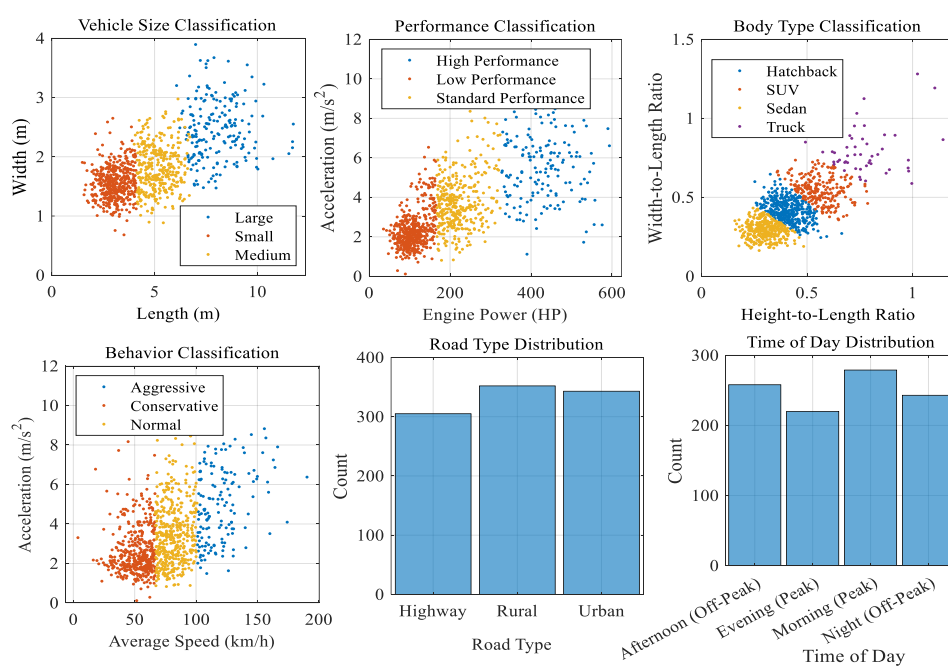 Vehicle Size Classification
4
3
2
1
0
0
5
10
Width (m)
Length (m)
Large
Small
Medium
Performance Classification
12
10
8
6
4
2
0
0
200
400
600
Acceleration (m/s²)
Engine Power (HP)
High Performance
Low Performance
Standard Performance
Body Type Classification
1.5
1
0.5
0
0
0.5
1
Width-to-Length Ratio
Height-to-Length Ratio
Hatchback
SUV
Sedan
Truck
Behavior Classification
12
10
8
6
4
2
0
0
50
100
150
200
Acceleration (m/s²)
Average Speed (km/h)
Aggressive
Conservative
Normal
Road Type Distribution
400
300
200
100
0
Count
Highway
Rural
Urban
Road Type
Time of Day Distribution
300
200
100
0
Count
Afternoon (Off-Peak)
Evening (Peak)
Morning (Peak)
Night (Off-Peak)
Time of Day